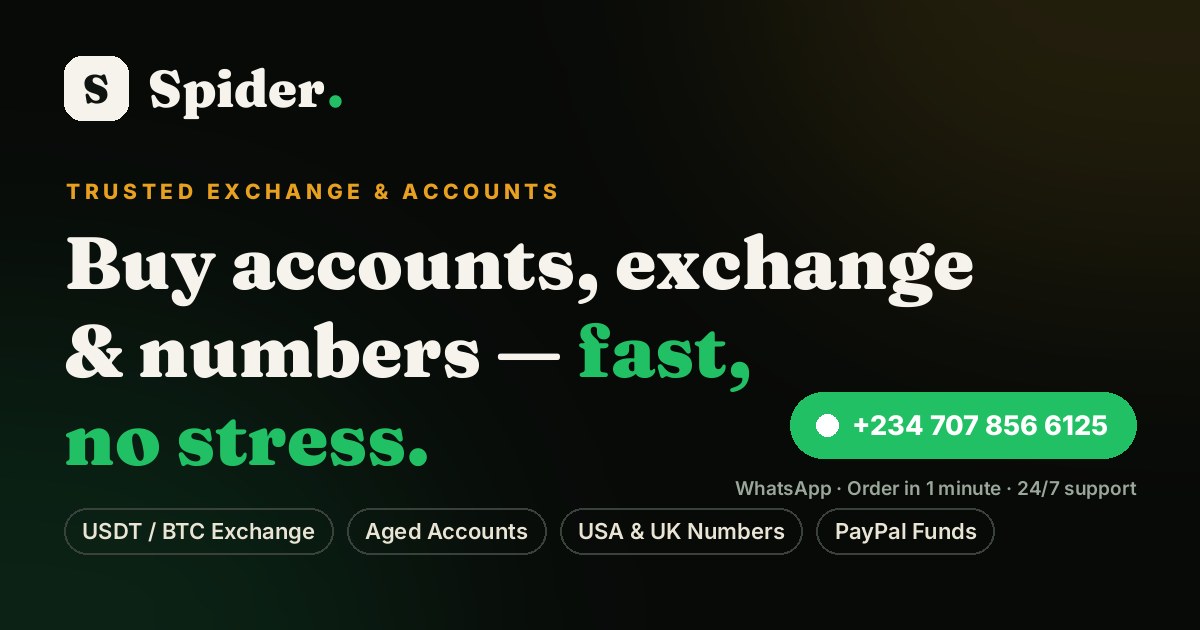 S Spider.
TRUSTED EXCHANGE & ACCOUNTS
Buy accounts, exchange
& numbers — fast,
no stress.
+234 707 856 6125
WhatsApp · Order in 1 minute · 24/7 support
USDT / BTC Exchange Aged Accounts USA & UK Numbers PayPal Funds